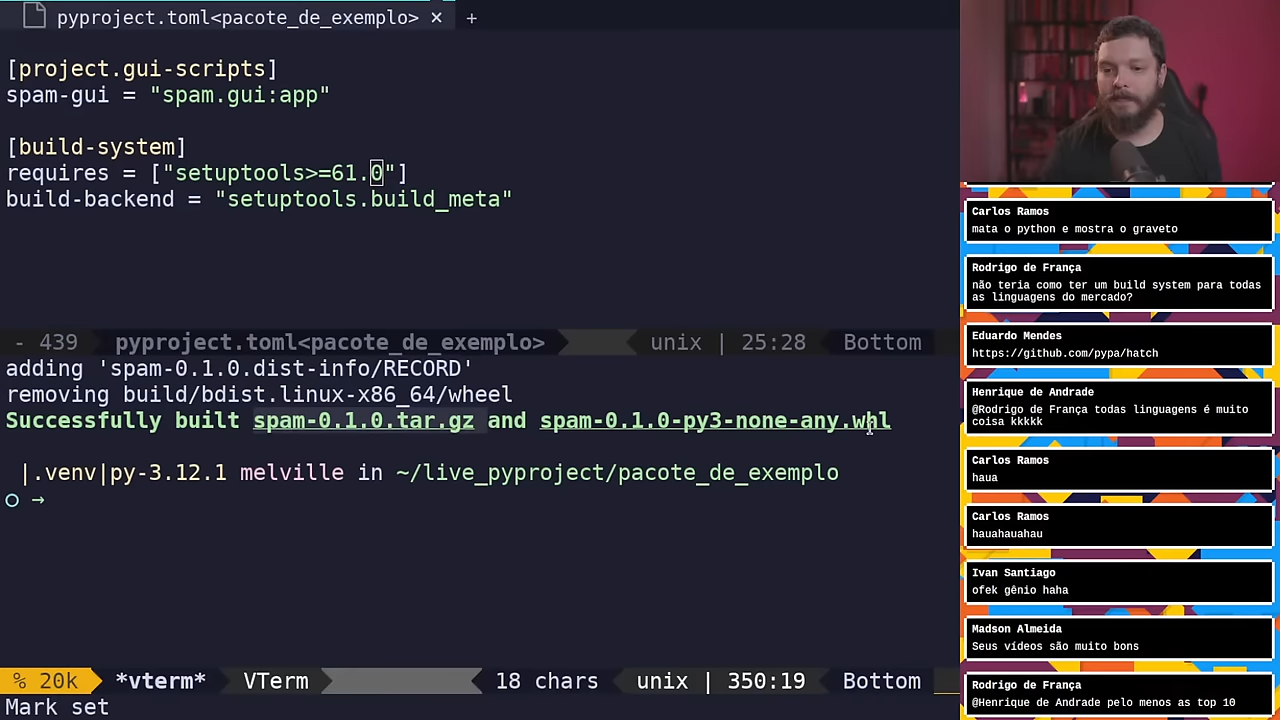 pyproject.toml<pacote_de_exemplo> × +
[project.gui-scripts]
spam-gui = "spam.gui:app"
[build-system]
requires = ["setuptools>=61.0"]
build-backend = "setuptools.build_meta"
- 439 pyproject.toml<pacote_de_exemplo> unix | 25:28 Bottom
adding 'spam-0.1.0.dist-info/RECORD'
removing build/bdist.linux-x86_64/wheel
Successfully built spam-0.1.0.tar.gz and spam-0.1.0-py3-none-any.whl
|.venv|py-3.12.1 melville in ~/live_pyproject/pacote_de_exemplo
○ →
% 20k *vterm* VTerm 18 chars unix | 350:19 Bottom
Mark set
Carlos Ramos
mata o python e mostra o graveto
Rodrigo de França
não teria como ter um build system para todas
as linguagens do mercado?
Eduardo Mendes
https://github.com/pypa/hatch
Henrique de Andrade
@Rodrigo de França todas linguagens é muito
coisa kkkkk
Carlos Ramos
haua
Carlos Ramos
hauahauahau
Ivan Santiago
ofek gênio haha
Madson Almeida
Seus vídeos são muito bons
Rodrigo de França
@Henrique de Andrade pelo menos as top 10